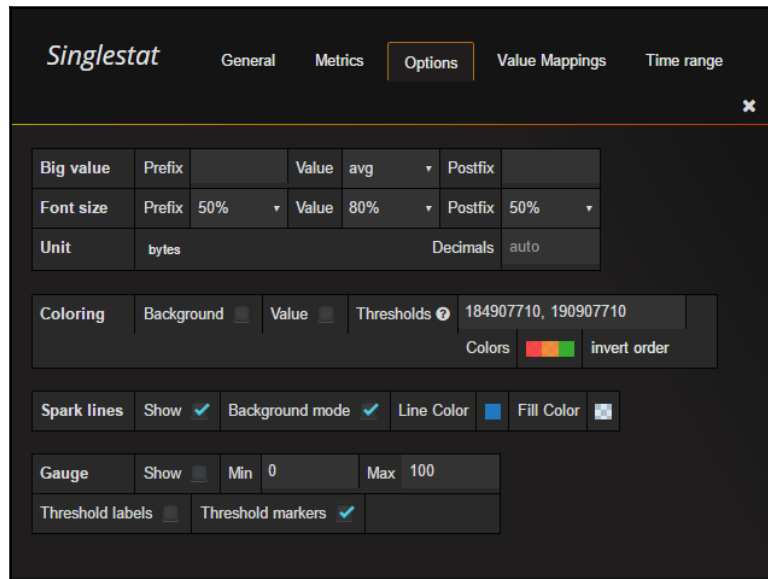 Singlestat General Metrics Options Value Mappings Time range
Big value Prefix Value avg Postfix
Font size Prefix 50% Value 80% Postfix 50%
Unit bytes Decimals auto
Coloring Background Value Thresholds 184907710, 190907710
Colors invert order
Spark lines Show Background mode Line Color Fill Color
Gauge Show Min 0 Max 100
Threshold labels Threshold markers